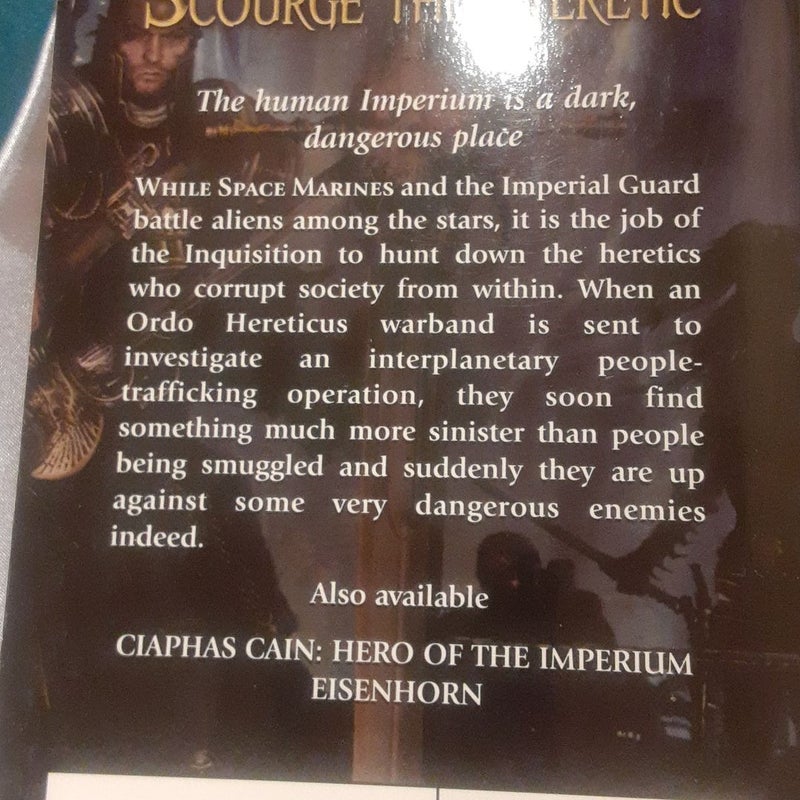 SCOURGE THE HERETIC
The human Imperium is a dark,
dangerous place
WHILE SPACE MARINES and the Imperial Guard
battle aliens among the stars, it is the job of
the Inquisition to hunt down the heretics
who corrupt society from within. When an
Ordo Hereticus warband is sent to
investigate an interplanetary people-
trafficking operation, they soon find
something much more sinister than people
being smuggled and suddenly they are up
against some very dangerous enemies
indeed.
Also available
CIAPHAS CAIN: HERO OF THE IMPERIUM
EISENHORN